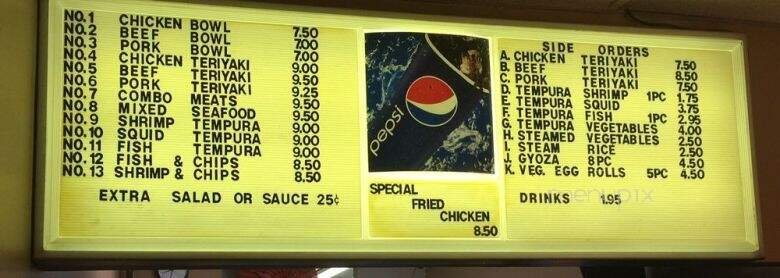 NO.1 CHICKEN BOWL 7.50
NO.2 BEEF BOWL 7.00
NO.3 PORK BOWL 7.00
NO.4 CHICKEN TERIYAKI 9.00
NO.5 BEEF TERIYAKI 9.50
NO.6 PORK TERIYAKI 9.25
NO.7 COMBO MEATS 9.50
NO.8 MIXED SEAFOOD 9.50
NO.9 SHRIMP TEMPURA 9.00
NO.10 SQUID TEMPURA 9.00
NO.11 FISH TEMPURA 9.00
NO.12 FISH & CHIPS 8.50
NO.13 SHRIMP & CHIPS 8.50
EXTRA SALAD OR SAUCE 25¢
pepsi
SPECIAL
FRIED
CHICKEN
8.50
SIDE ORDERS
A. CHICKEN TERIYAKI 7.50
B. BEEF TERIYAKI 8.50
C. PORK TERIYAKI 7.50
D. TEMPURA SHRIMP 1PC 1.75
E. TEMPURA SQUID 3.75
F. TEMPURA FISH 1PC 2.95
G. TEMPURA VEGETABLES 4.00
H. STEAMED VEGETABLES 2.50
I. STEAM RICE 2.50
J. GYOZA 8PC 4.50
K. VEG. EGG ROLLS 5PC 4.50
DRINKS 1.95
menupix